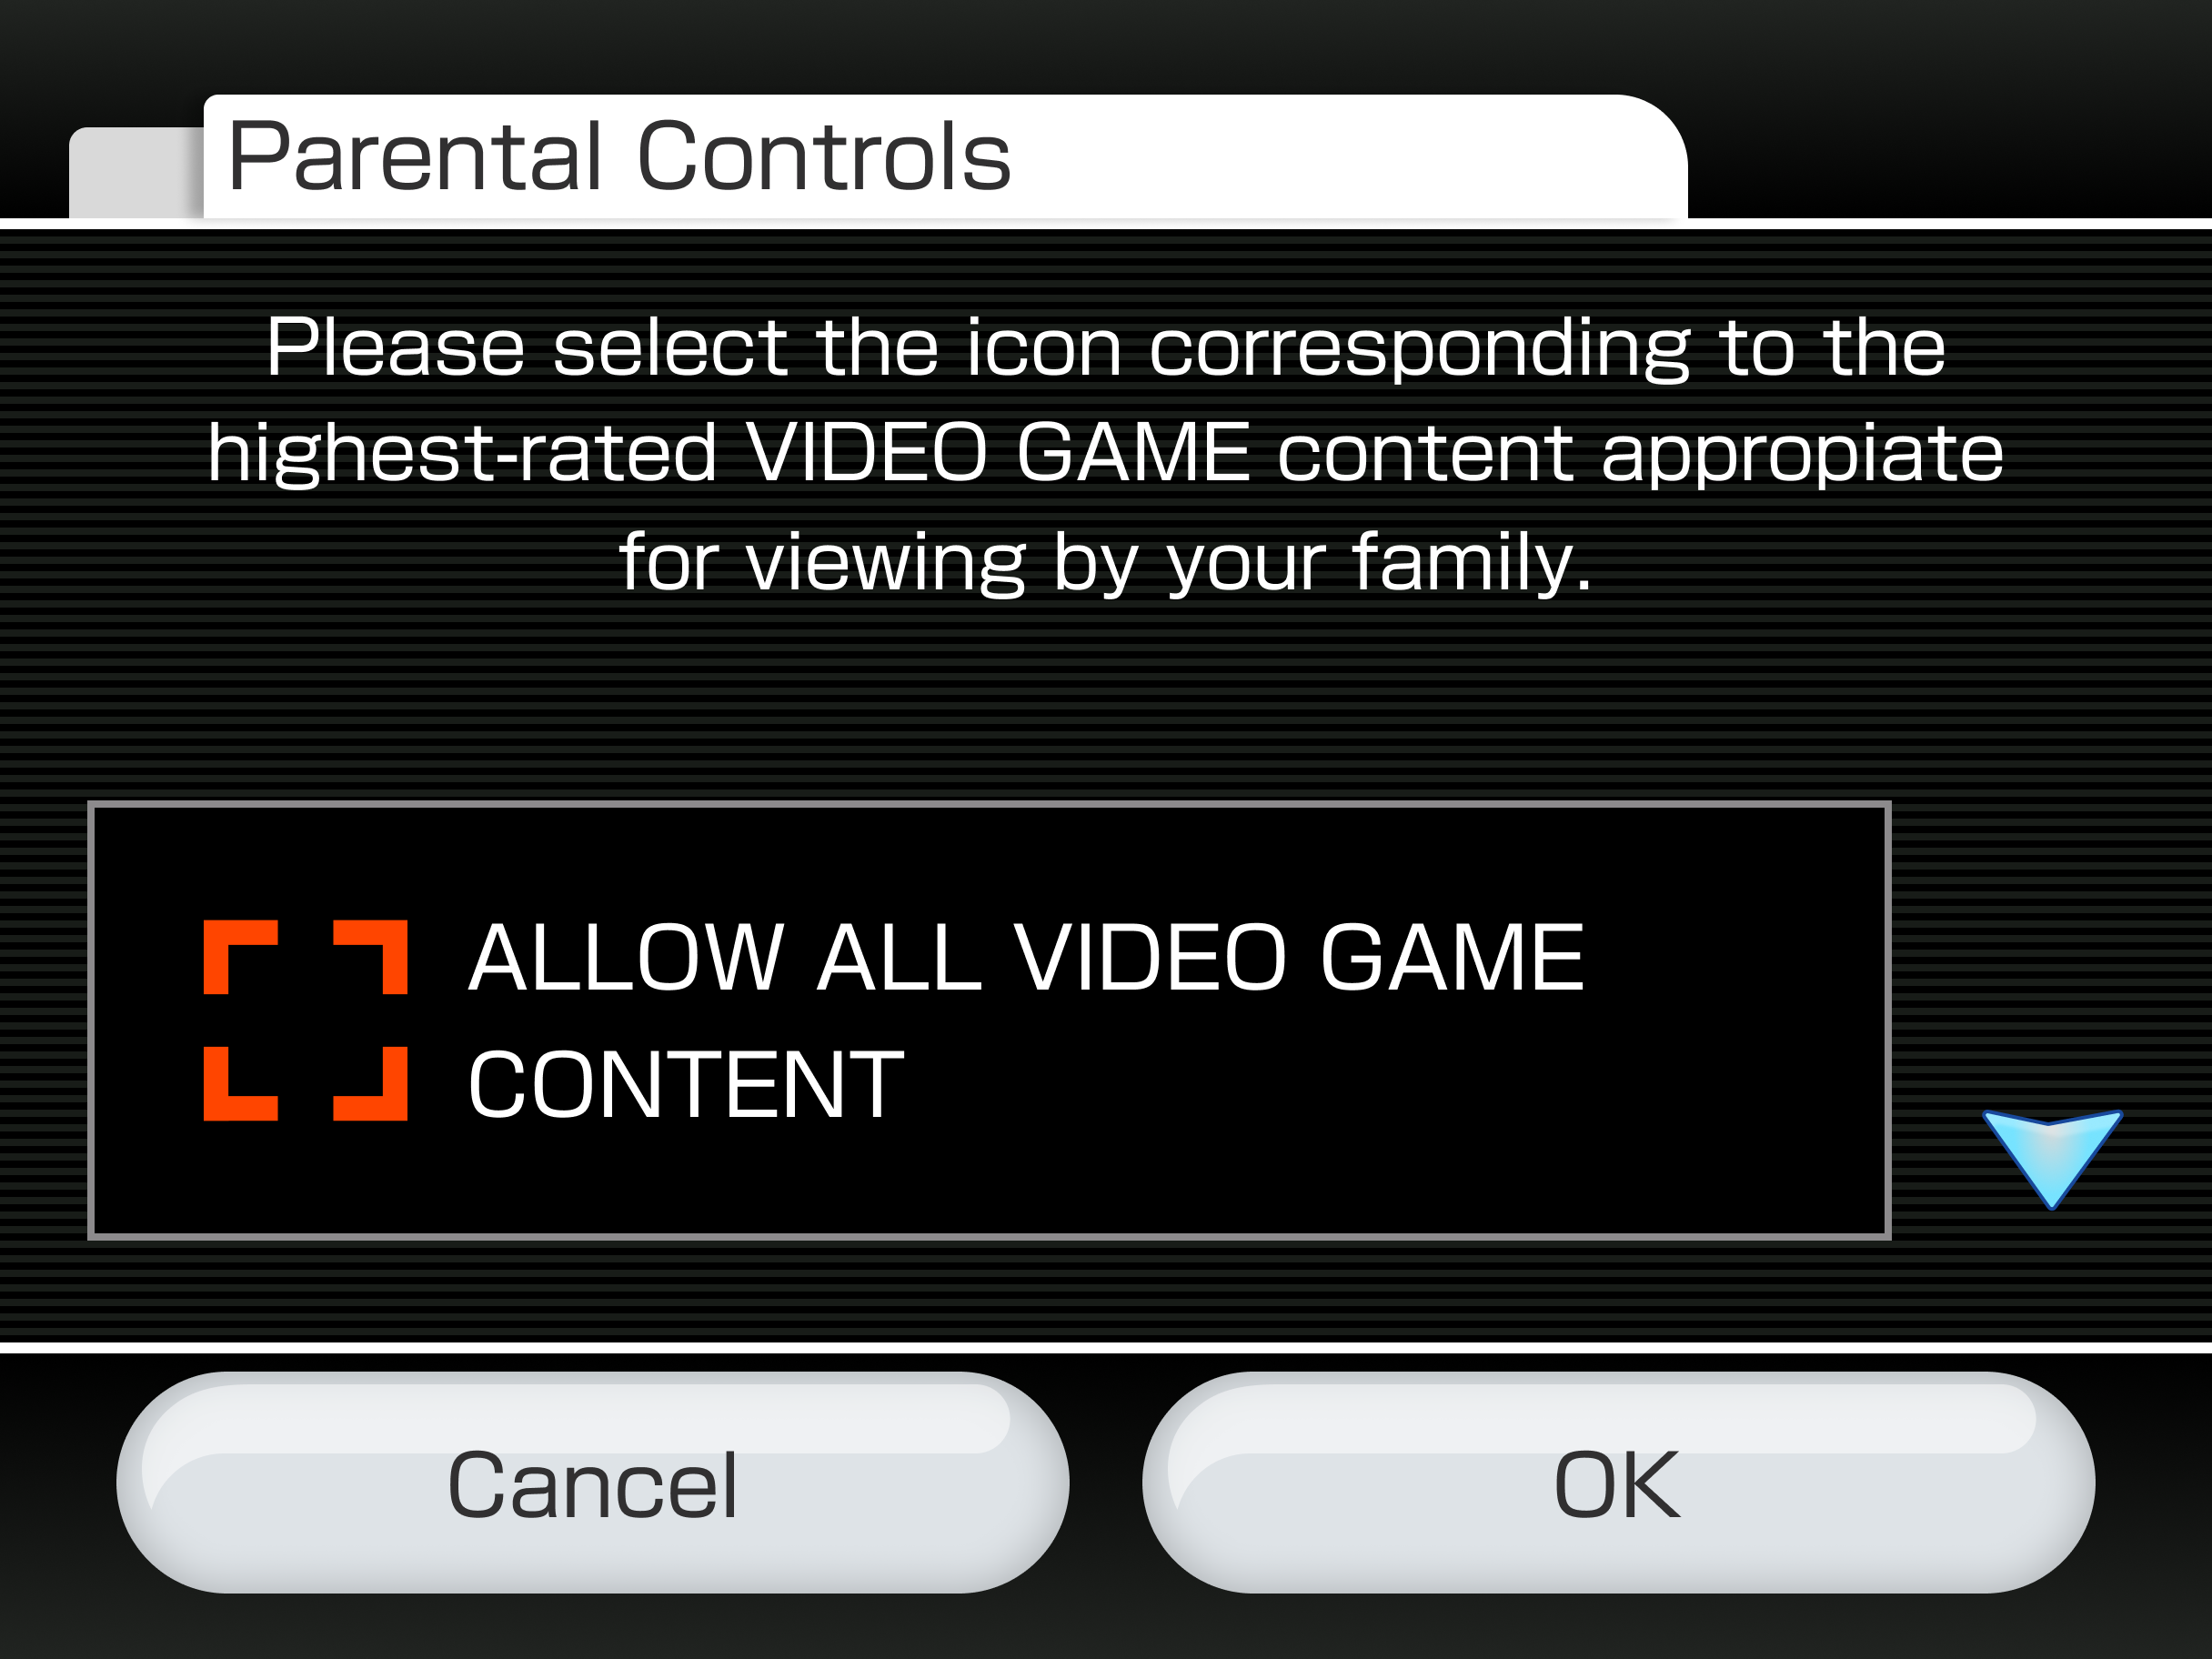 Parental Controls
Please select the icon corresponding to the
highest-rated VIDEO GAME content appropiate
for viewing by your family.
ALLOW ALL VIDEO GAME
CONTENT
Cancel
OK